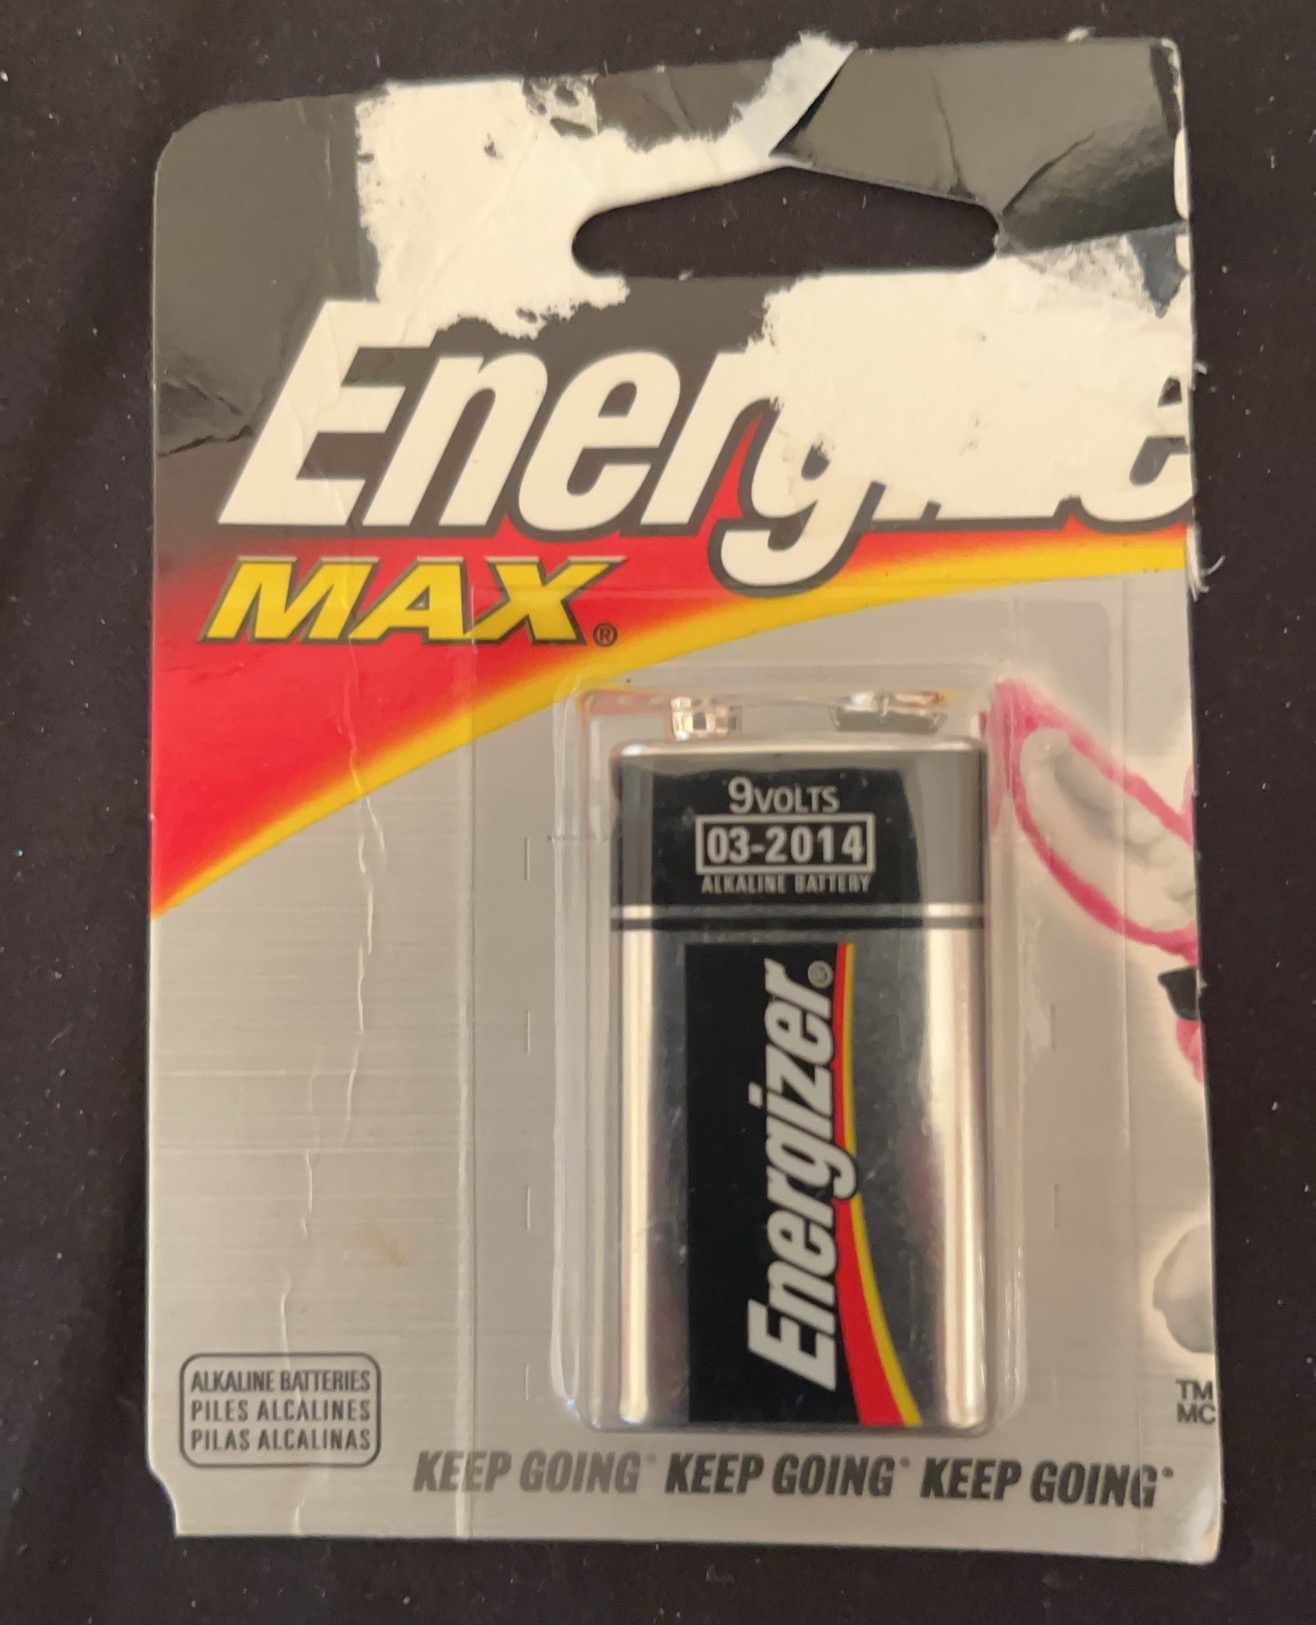 Energize
MAX®
9VOLTS
03-2014
ALKALINE BATTERY
Energizer®
ALKALINE BATTERIES
PILES ALCALINES
PILAS ALCALINAS
TM
MC
KEEP GOING KEEP GOING KEEP GOING